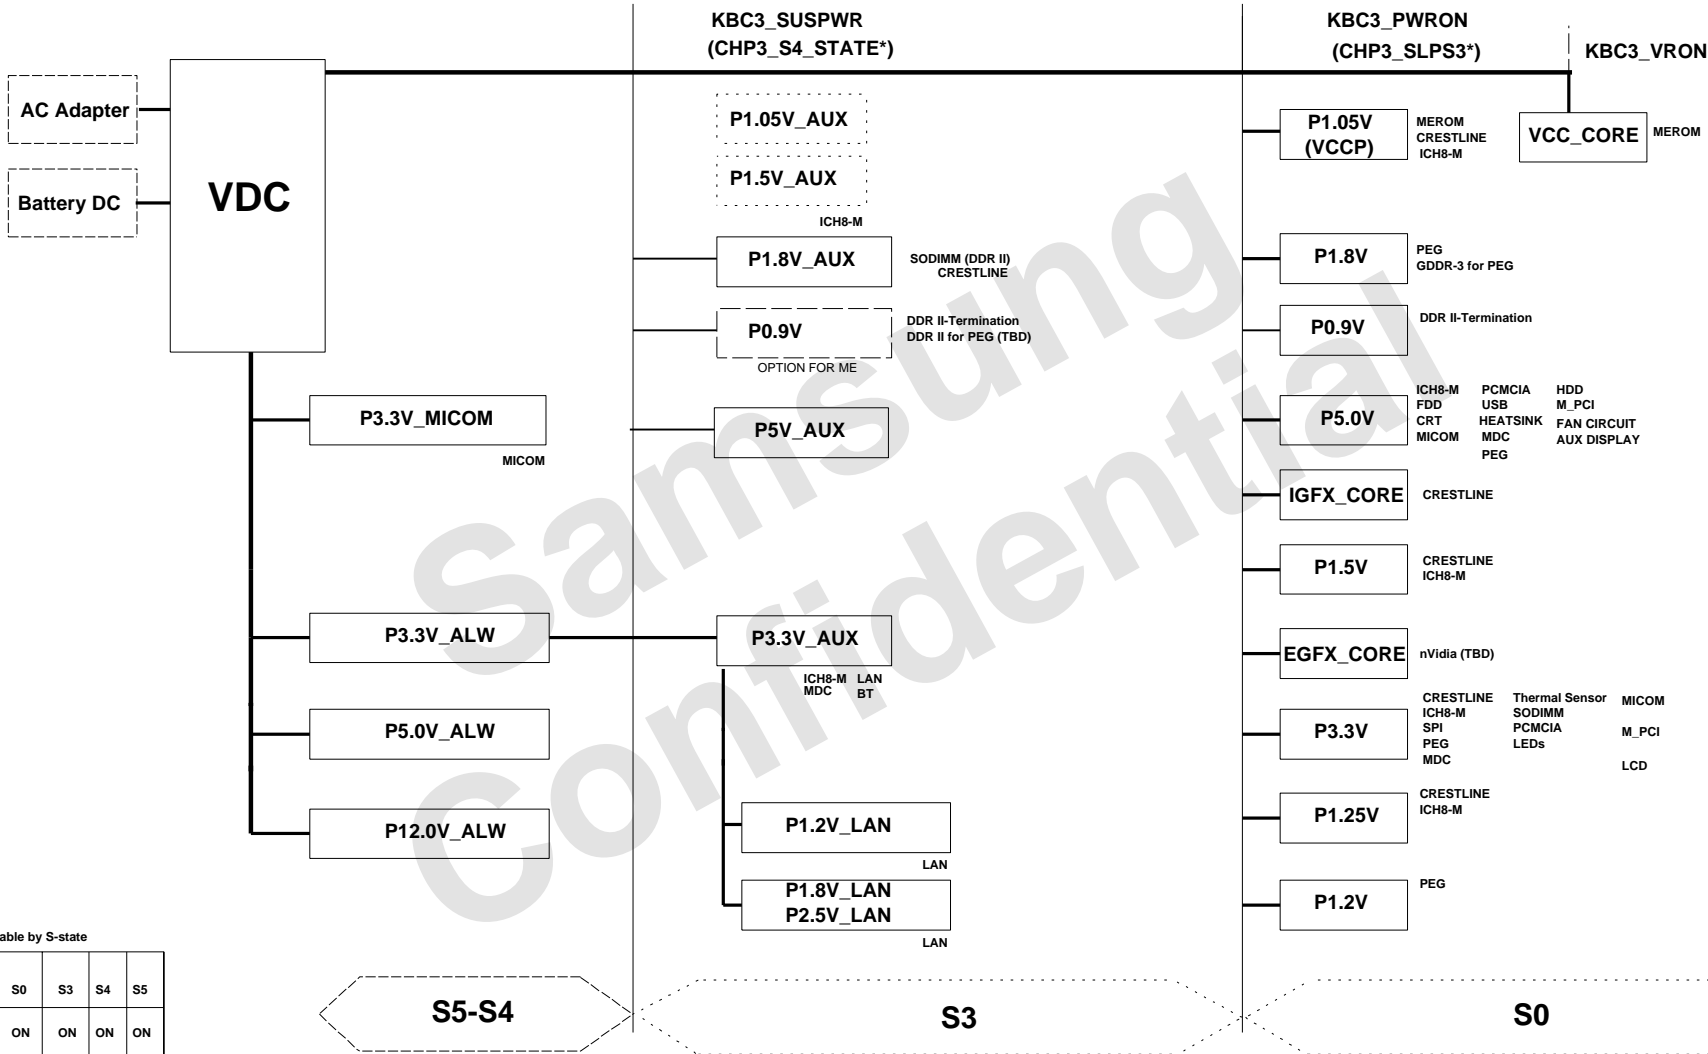 KBC3_SUSPWR
(CHP3_S4_STATE*)
KBC3_PWRON
(CHP3_SLPS3*)
KBC3_VRON
AC Adapter
Battery DC
VDC
P1.05V_AUX
P1.5V_AUX
ICH8-M
P1.8V_AUX
SODIMM (DDR II)
CRESTLINE
P0.9V
DDR II-Termination
DDR II for PEG (TBD)
OPTION FOR ME
P3.3V_MICOM
MICOM
P5V_AUX
P3.3V_ALW
P3.3V_AUX
ICH8-M LAN
MDC BT
P5.0V_ALW
P12.0V_ALW
P1.2V_LAN
LAN
P1.8V_LAN
P2.5V_LAN
LAN
P1.05V
(VCCP)
MEROM
CRESTLINE
ICH8-M
VCC_CORE
MEROM
P1.8V
PEG
GDDR-3 for PEG
P0.9V
DDR II-Termination
P5.0V
ICH8-M PCMCIA HDD
FDD USB M_PCI
CRT HEATSINK FAN CIRCUIT
MICOM MDC AUX DISPLAY
PEG
IGFX_CORE
CRESTLINE
P1.5V
CRESTLINE
ICH8-M
EGFX_CORE
nVidia (TBD)
P3.3V
CRESTLINE Thermal Sensor MICOM
ICH8-M SODIMM
SPI PCMCIA M_PCI
PEG LEDs
MDC LCD
P1.25V
CRESTLINE
ICH8-M
P1.2V
PEG
able by S-state
S0 S3 S4 S5
ON ON ON ON
S5-S4
S3
S0
Samsung
Confidential